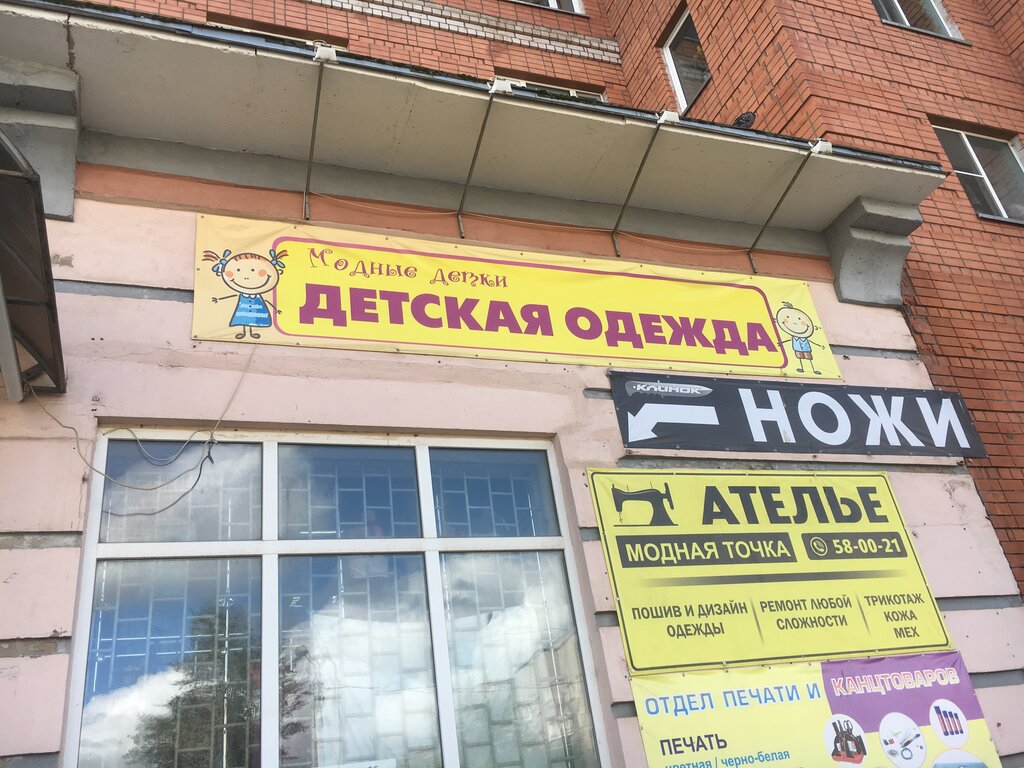 Модные детки
ДЕТСКАЯ ОДЕЖДА
КЛИНОК
НОЖИ
АТЕЛЬЕ
МОДНАЯ ТОЧКА
58-00-21
ПОШИВ И ДИЗАЙН ОДЕЖДЫ
РЕМОНТ ЛЮБОЙ СЛОЖНОСТИ
ТРИКОТАЖ
КОЖА
МЕХ
ОТДЕЛ ПЕЧАТИ И КАНЦТОВАРОВ
ПЕЧАТЬ
цветная / черно-белая